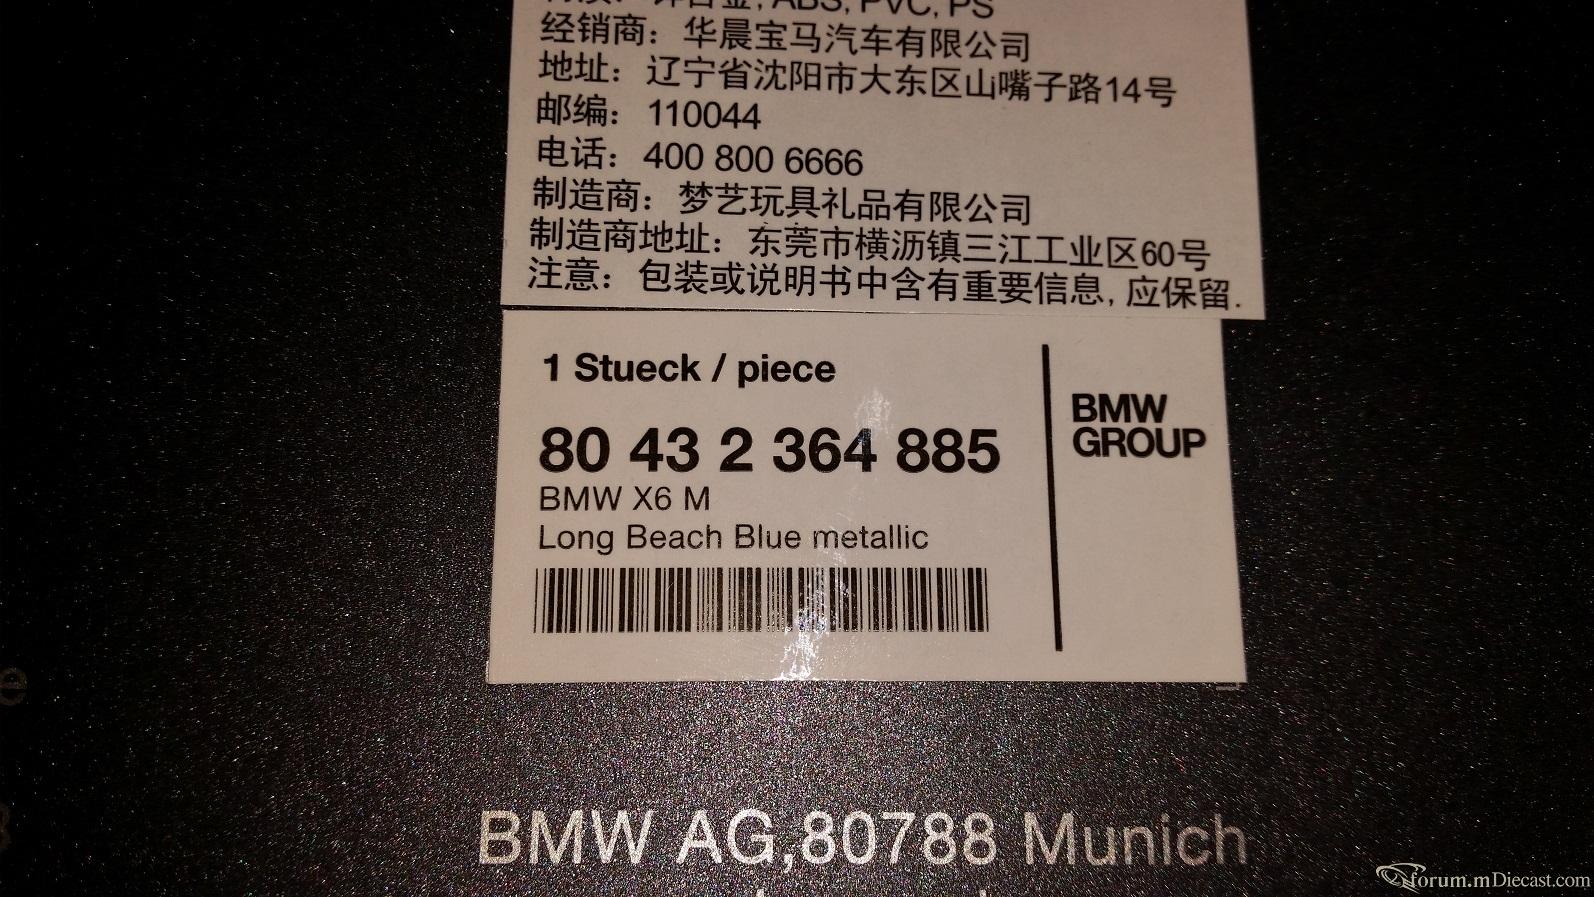 ABS, PVC, PS
经销商：华晨宝马汽车有限公司
地址：辽宁省沈阳市大东区山嘴子路14号
邮编：110044
电话：400 800 6666
制造商：梦艺玩具礼品有限公司
制造商地址：东莞市横沥镇三江工业区60号
注意：包装或说明书中含有重要信息, 应保留.
1 Stueck / piece
80 43 2 364 885
BMW X6 M
Long Beach Blue metallic
BMW
GROUP
BMW AG,80788 Munich
forum.mDiecast.com